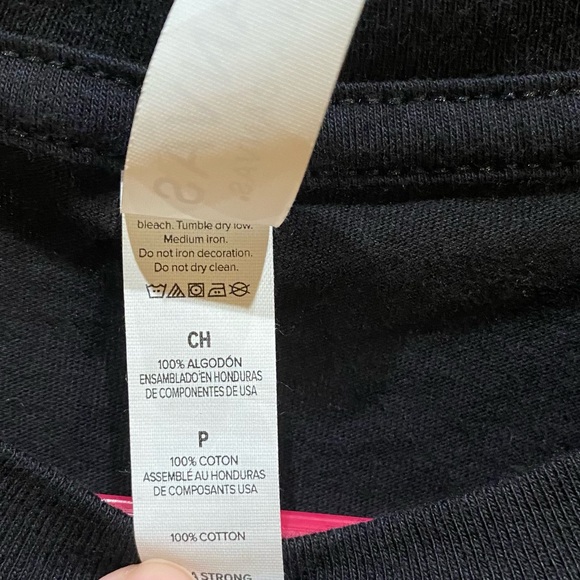 bleach. Tumble dry low.
Medium iron.
Do not iron decoration.
Do not dry clean.
CH
100% ALGODÓN
ENSAMBLADO EN HONDURAS
DE COMPONENTES DE USA
P
100% COTON
ASSEMBLÉ AU HONDURAS
DE COMPOSANTS USA
100% COTTON
A STRONG